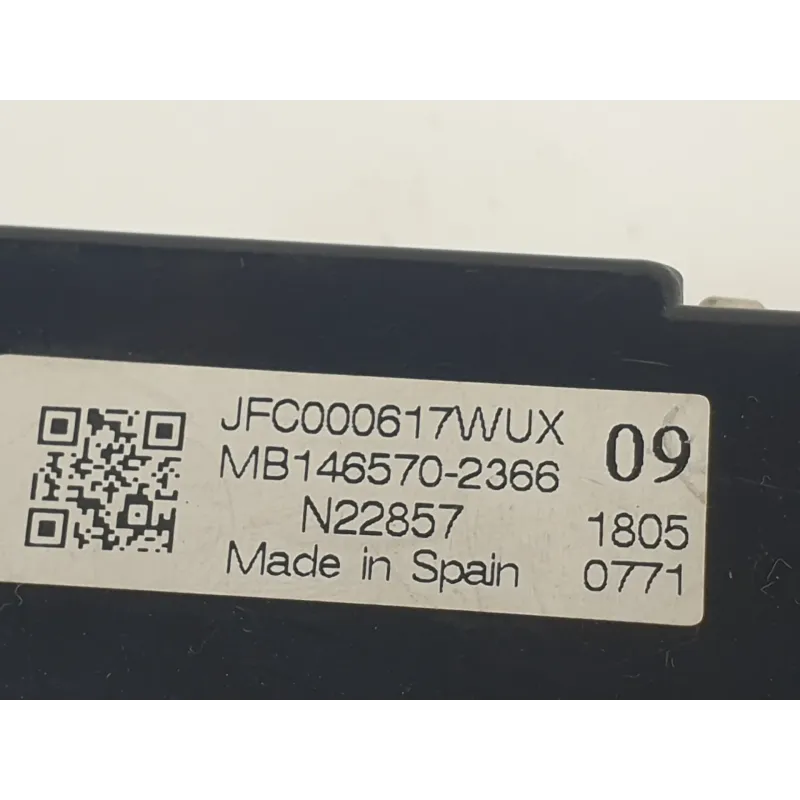 JFC000617WUX 09
MB146570-2366
N22857 1805
Made in Spain 0771